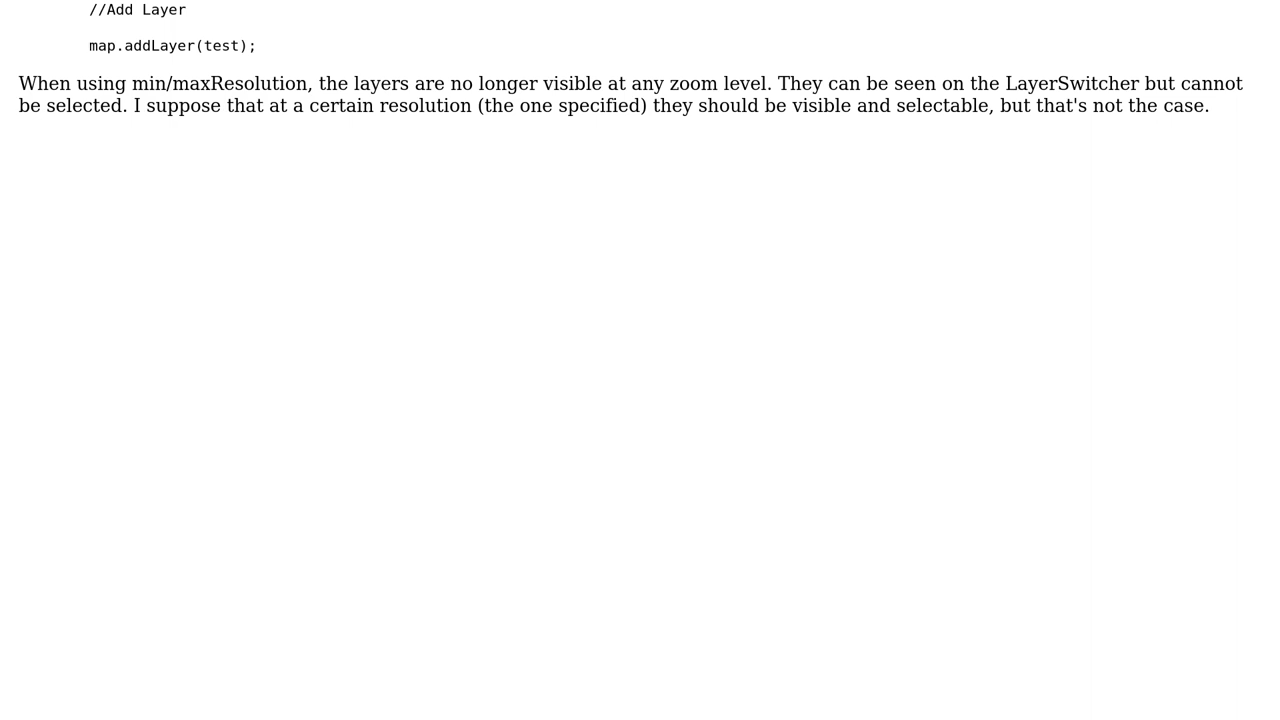 //Add Layer
map.addLayer(test);
When using min/maxResolution, the layers are no longer visible at any zoom level. They can be seen on the LayerSwitcher but cannot
be selected. I suppose that at a certain resolution (the one specified) they should be visible and selectable, but that's not the case.